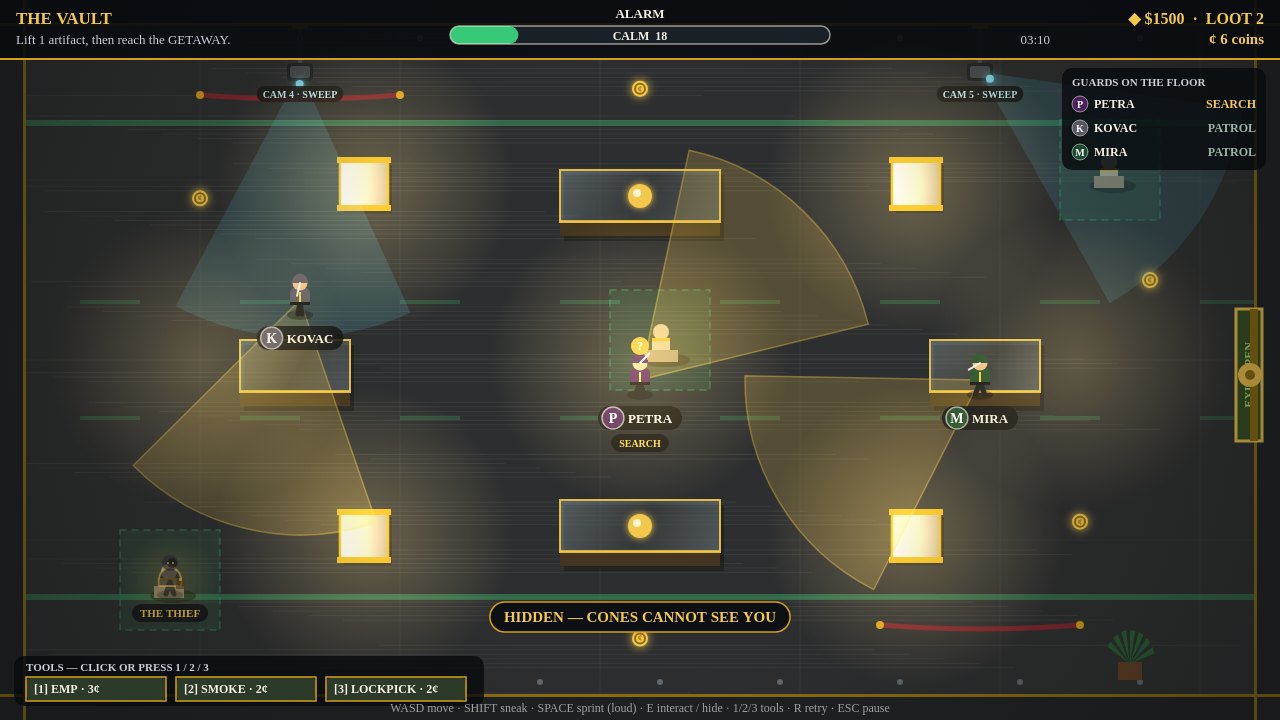 THE VAULT
Lift 1 artifact, then reach the GETAWAY.
ALARM
CALM 18
◆ $1500 · LOOT 2
03:10
¢ 6 coins
GUARDS ON THE FLOOR
P PETRA SEARCH
K KOVAC PATROL
M MIRA PATROL
CAM 4 · SWEEP
CAM 5 · SWEEP
K KOVAC
?
P PETRA
SEARCH
M MIRA
THE THIEF
HIDDEN — CONES CANNOT SEE YOU
TOOLS — CLICK OR PRESS 1 / 2 / 3
[1] EMP · 3¢
[2] SMOKE · 2¢
[3] LOCKPICK · 2¢
WASD move · SHIFT sneak · SPACE sprint (loud) · E interact / hide · 1/2/3 tools · R retry · ESC pause